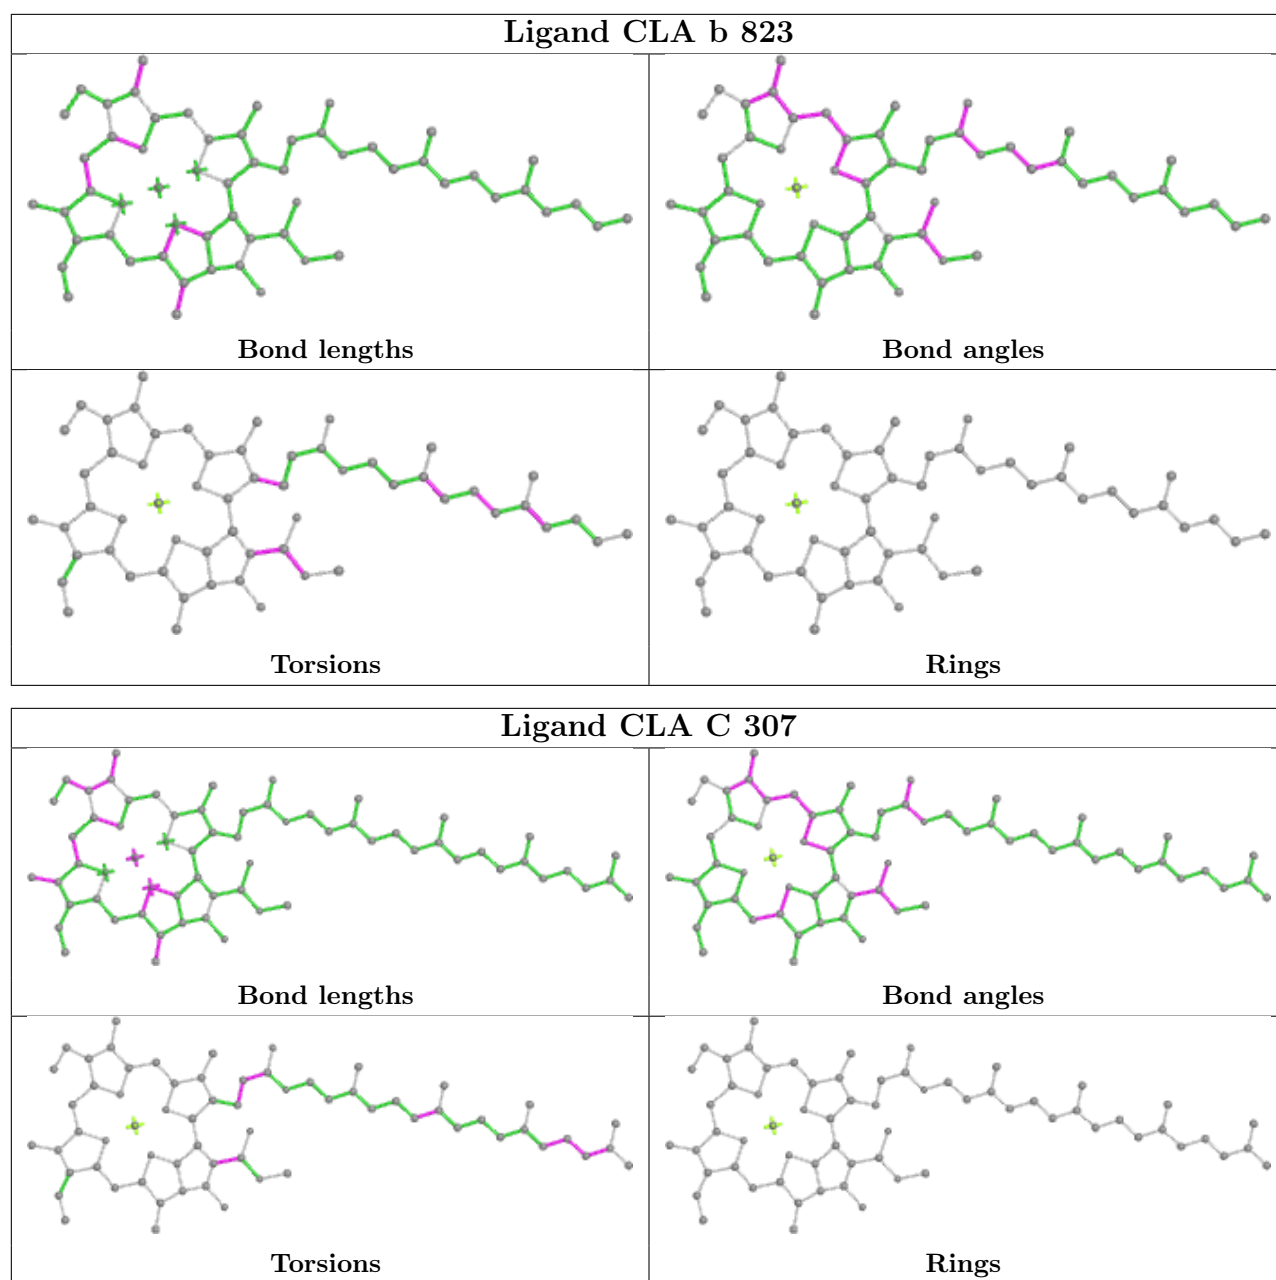 Ligand CLA b 823
Bond lengths
Bond angles
Torsions
Rings
Ligand CLA C 307
Bond lengths
Bond angles
Torsions
Rings